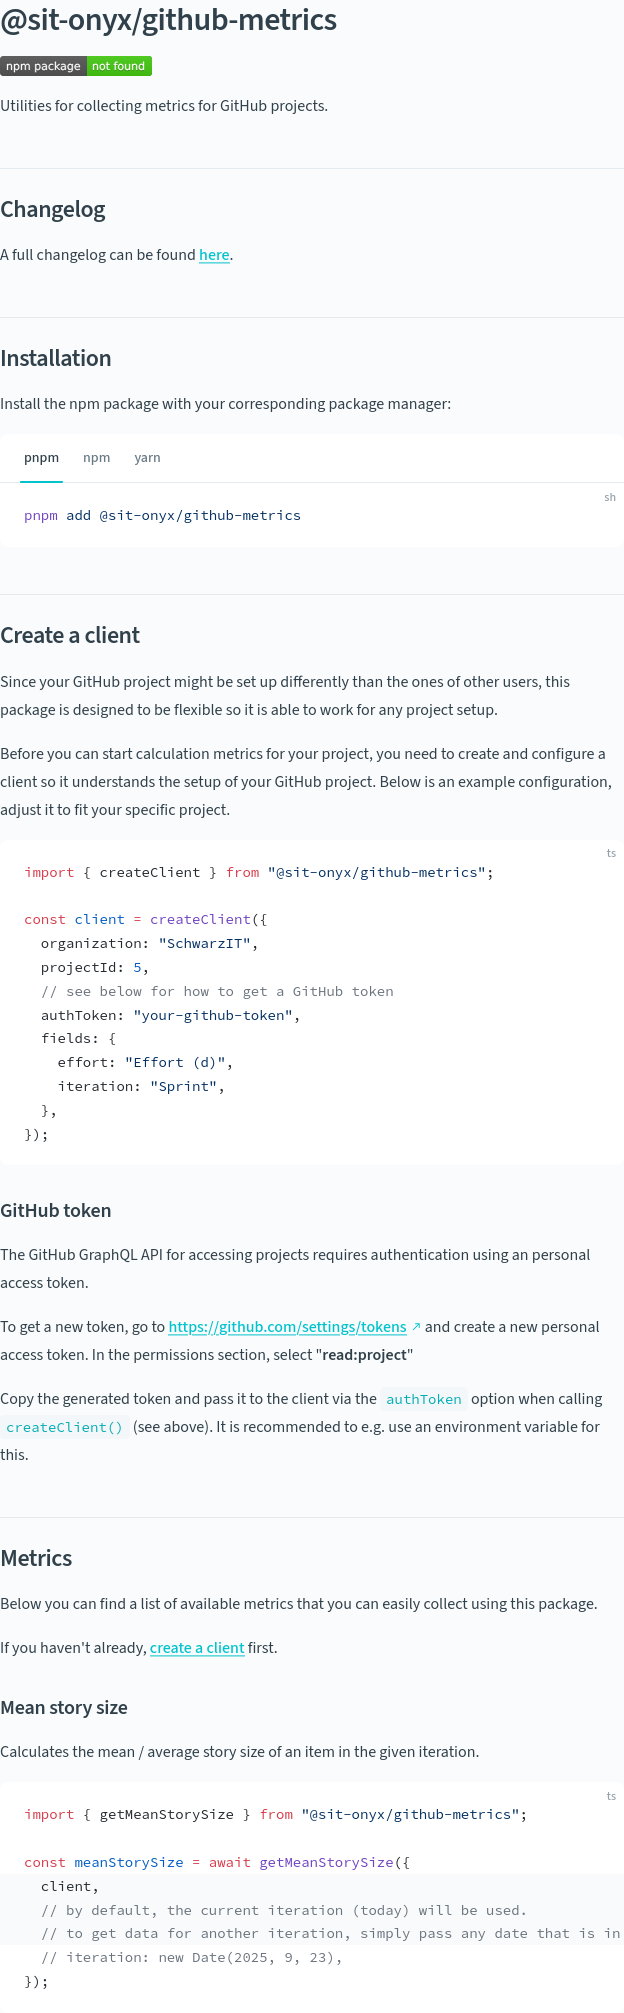 @sit-onyx/github-metrics
npm package not found
Utilities for collecting metrics for GitHub projects.
Changelog
A full changelog can be found here.
Installation
Install the npm package with your corresponding package manager:
pnpm npm yarn
sh
pnpm add @sit-onyx/github-metrics
Create a client
Since your GitHub project might be set up differently than the ones of other users, this
package is designed to be flexible so it is able to work for any project setup.
Before you can start calculation metrics for your project, you need to create and configure a
client so it understands the setup of your GitHub project. Below is an example configuration,
adjust it to fit your specific project.
ts
import { createClient } from "@sit-onyx/github-metrics";
const client = createClient({
  organization: "SchwarzIT",
  projectId: 5,
  // see below for how to get a GitHub token
  authToken: "your-github-token",
  fields: {
    effort: "Effort (d)",
    iteration: "Sprint",
  },
});
GitHub token
The GitHub GraphQL API for accessing projects requires authentication using an personal
access token.
To get a new token, go to https://github.com/settings/tokens ↗ and create a new personal
access token. In the permissions section, select "read:project"
Copy the generated token and pass it to the client via the authToken option when calling
createClient() (see above). It is recommended to e.g. use an environment variable for
this.
Metrics
Below you can find a list of available metrics that you can easily collect using this package.
If you haven't already, create a client first.
Mean story size
Calculates the mean / average story size of an item in the given iteration.
ts
import { getMeanStorySize } from "@sit-onyx/github-metrics";
const meanStorySize = await getMeanStorySize({
  client,
  // by default, the current iteration (today) will be used.
  // to get data for another iteration, simply pass any date that is in
  // iteration: new Date(2025, 9, 23),
});